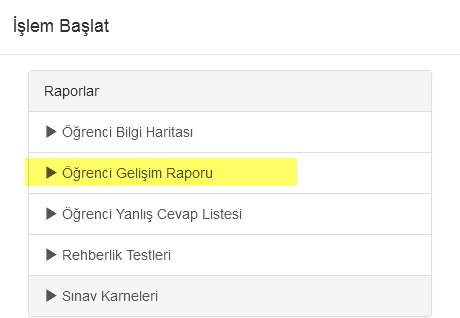 İşlem Başlat
Raporlar
Öğrenci Bilgi Haritası
Öğrenci Gelişim Raporu
Öğrenci Yanlış Cevap Listesi
Rehberlik Testleri
Sınav Karneleri